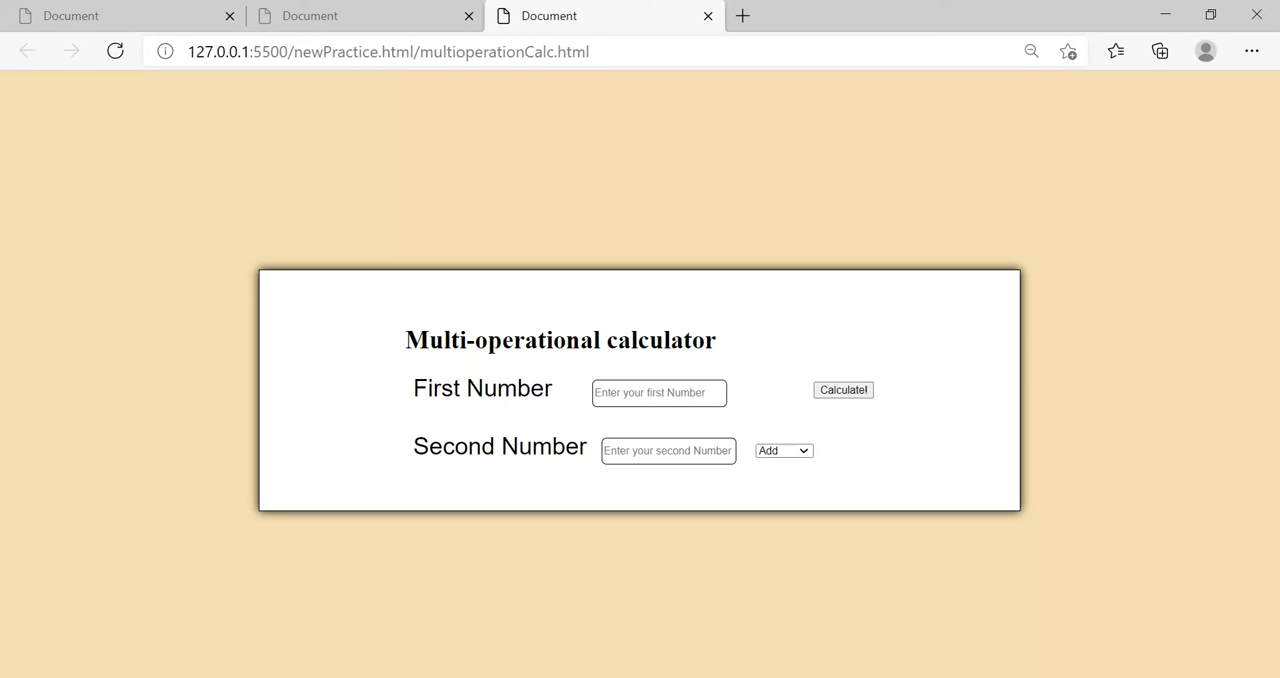 Document Document Document
127.0.0.1:5500/newPractice.html/multioperationCalc.html
Multi-operational calculator
First Number Enter your first Number Calculate!
Second Number Enter your second Number Add